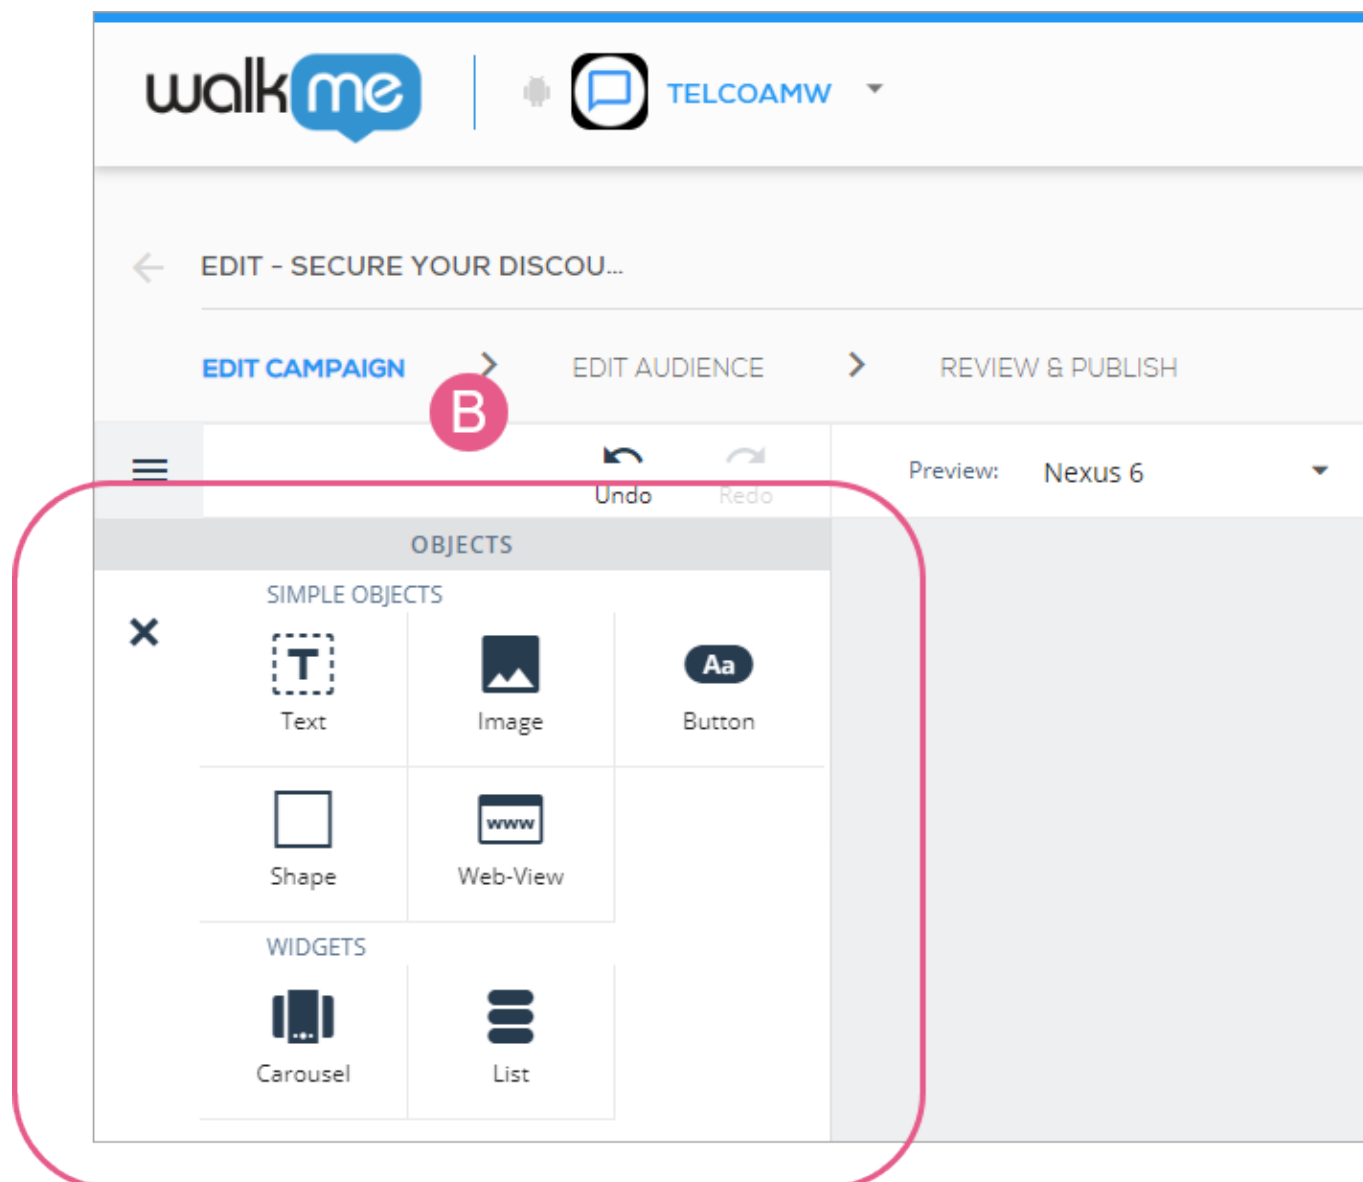 walkme
TELCOAMW
EDIT - SECURE YOUR DISCOU...
EDIT CAMPAIGN
EDIT AUDIENCE
REVIEW & PUBLISH
B
Undo
Redo
Preview: Nexus 6
OBJECTS
SIMPLE OBJECTS
T
Aa
Text
Image
Button
www
Shape
Web-View
WIDGETS
Carousel
List